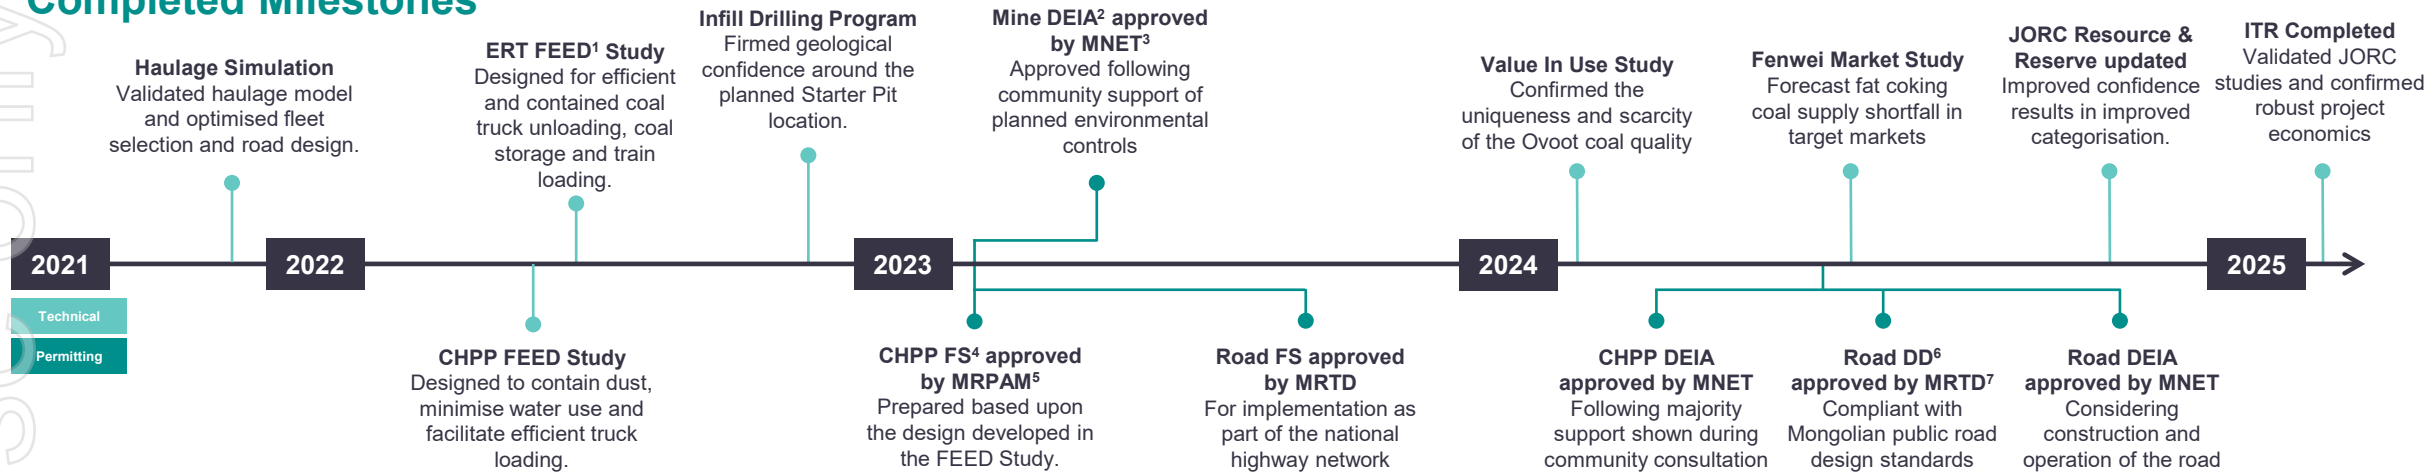 Completed Milestones
Haulage Simulation
Validated haulage model
and optimised fleet
selection and road design.
ERT FEED¹ Study
Designed for efficient
and contained coal
truck unloading, coal
storage and train
loading.
Infill Drilling Program
Firmed geological
confidence around the
planned Starter Pit
location.
Mine DEIA² approved
by MNET³
Approved following
community support of
planned environmental
controls
Value In Use Study
Confirmed the
uniqueness and scarcity
of the Ovoot coal quality
Fenwei Market Study
Forecast fat coking
coal supply shortfall in
target markets
JORC Resource &
Reserve updated
Improved confidence
results in improved
categorisation.
ITR Completed
Validated JORC
studies and confirmed
robust project
economics
2021
2022
2023
2024
2025
Technical
Permitting
CHPP FEED Study
Designed to contain dust,
minimise water use and
facilitate efficient truck
loading.
CHPP FS⁴ approved
by MRPAM⁵
Prepared based upon
the design developed in
the FEED Study.
Road FS approved
by MRTD
For implementation as
part of the national
highway network
CHPP DEIA
approved by MNET
Following majority
support shown during
community consultation
Road DD⁶
approved by MRTD⁷
Compliant with
Mongolian public road
design standards
Road DEIA
approved by MNET
Considering
construction and
operation of the road